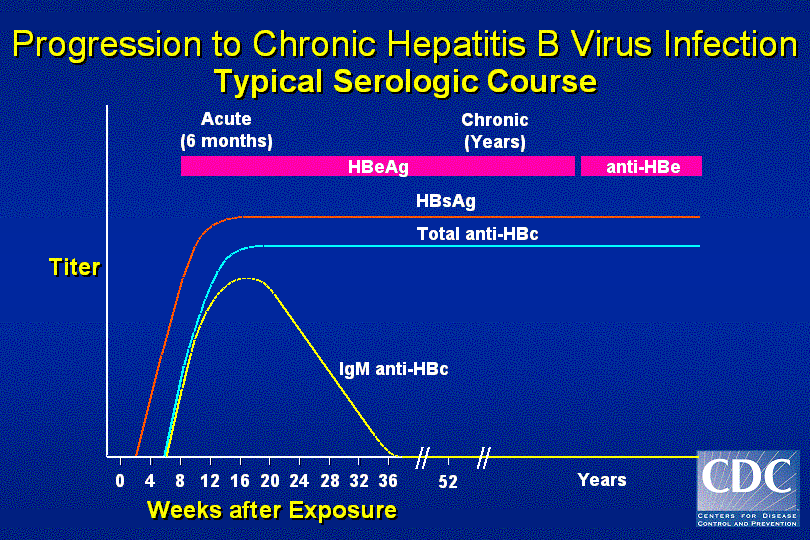 Progression to Chronic Hepatitis B Virus Infection
Typical Serologic Course
Acute
(6 months)
Chronic
(Years)
HBeAg
anti-HBe
HBsAg
Total anti-HBc
Titer
IgM anti-HBc
0 4 8 12 16 20 24 28 32 36 52 Years
Weeks after Exposure
CDC
CENTERS FOR DISEASE
CONTROL AND PREVENTION